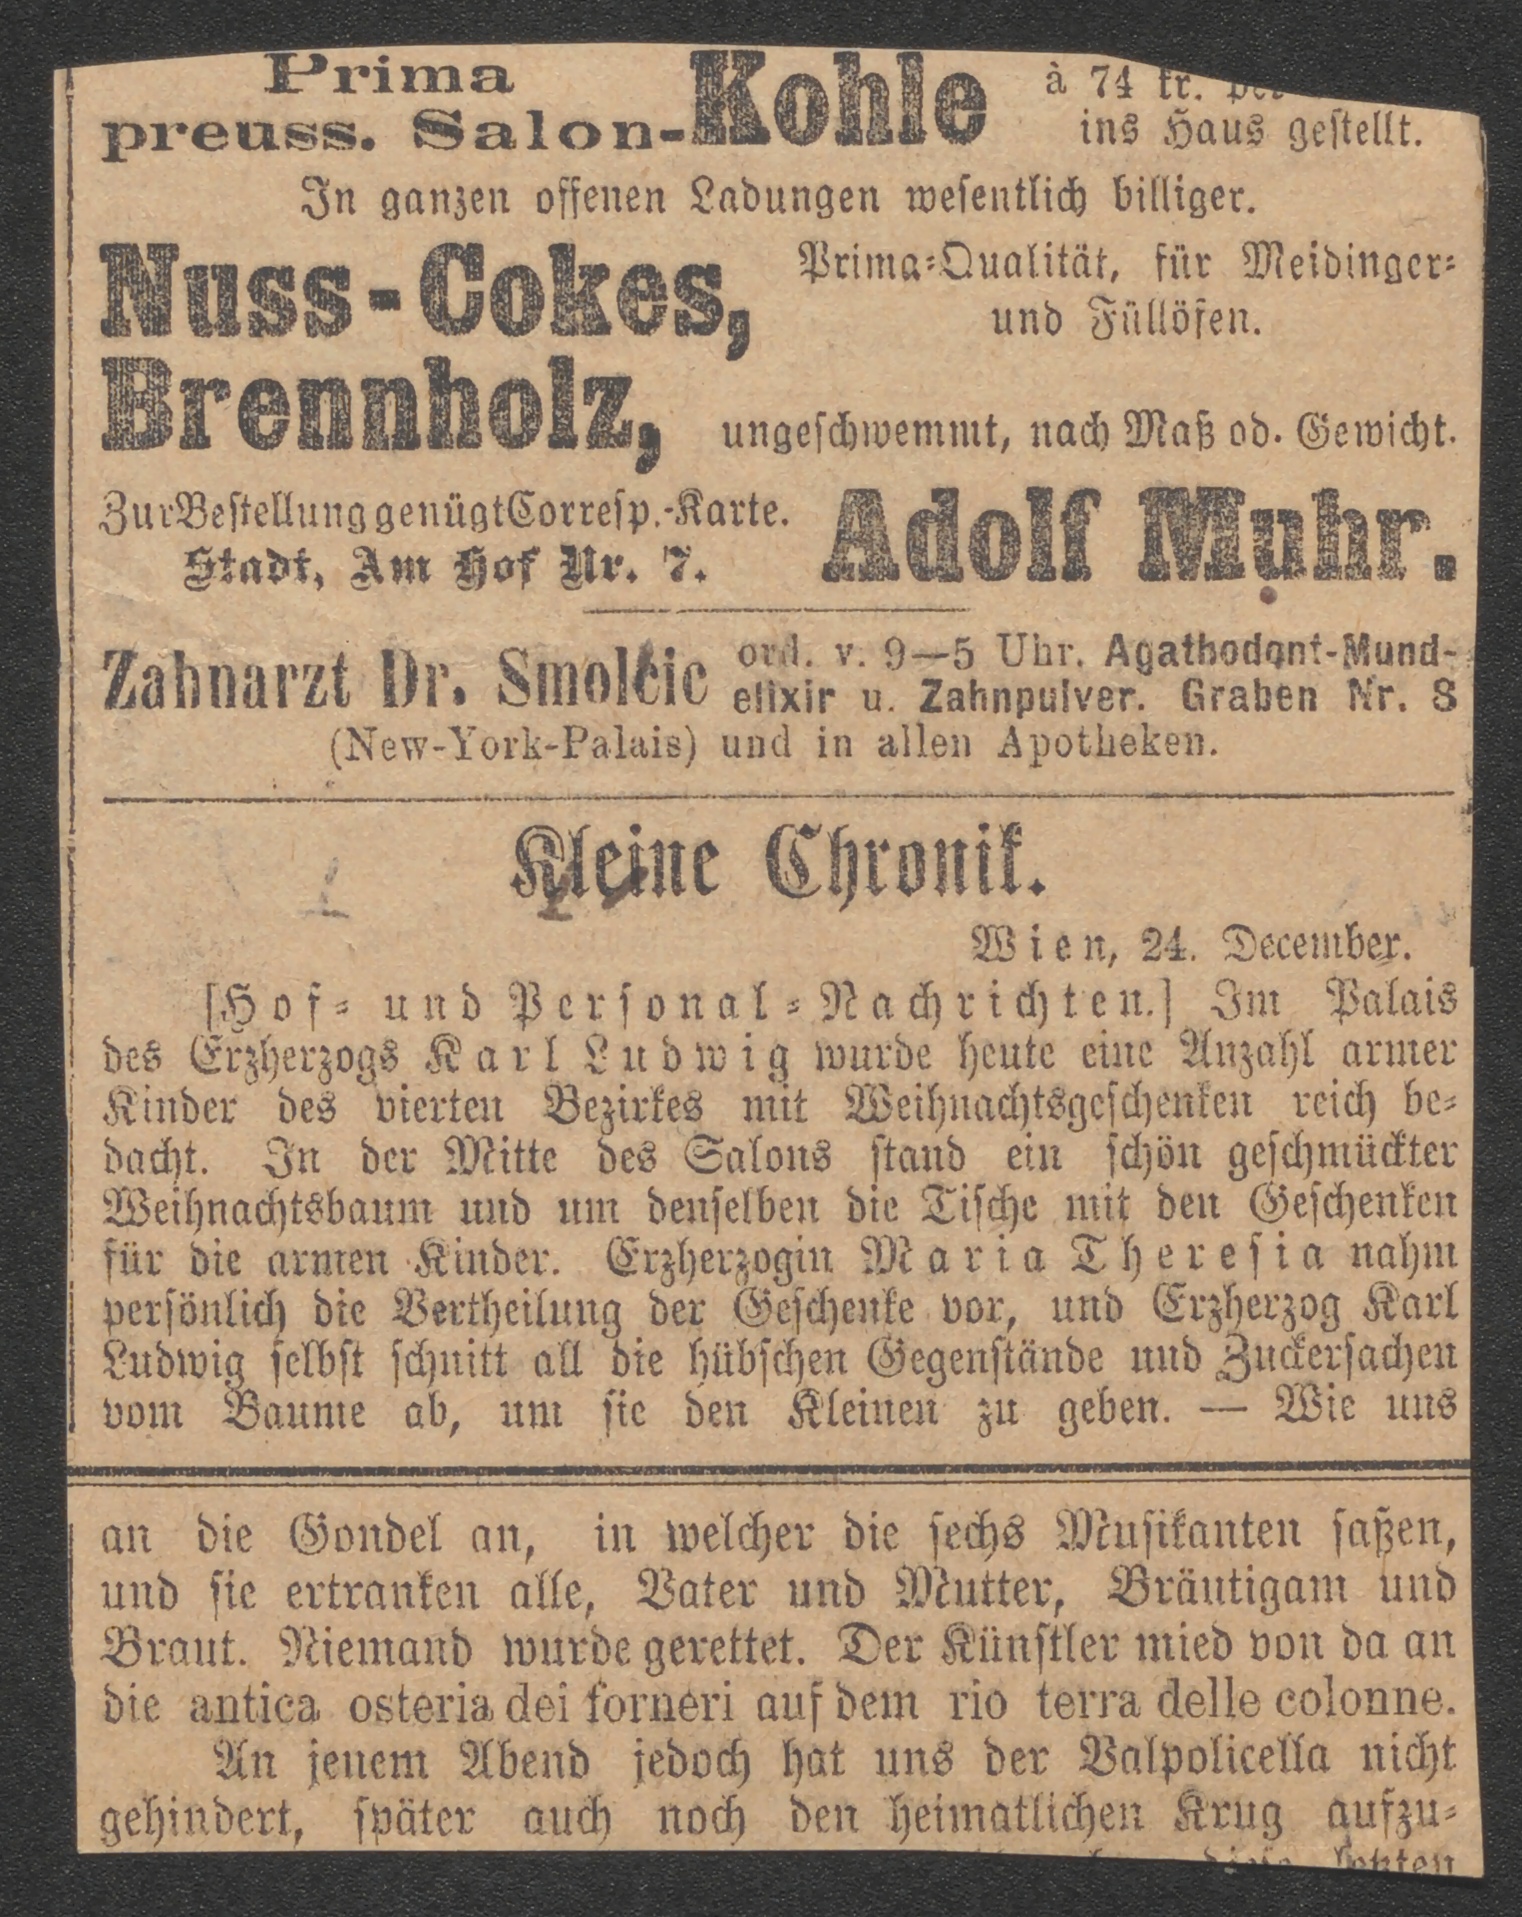 Prima
preuss. Salon-Kohle
à 74 kr. per
ins Haus gestellt.
In ganzen offenen Ladungen wesentlich billiger.
Nuss-Cokes,
Prima-Qualität, für Meidinger-
und Füllöfen.
Brennholz,
ungeschwemmt, nach Maß od. Gewicht.
Zur Bestellung genügt Corresp.-Karte.
Stadt, Am Hof Nr. 7.
Adolf Muhr.
Zahnarzt Dr. Smolčic
ord. v. 9—5 Uhr. Agathodont-Mund-
elixir u. Zahnpulver. Graben Nr. 8
(New-York-Palais) und in allen Apotheken.
Kleine Chronik.
Wien, 24. December.
[Hof- und Personal-Nachrichten.] Im Palais
des Erzherzogs Karl Ludwig wurde heute eine Anzahl armer
Kinder des vierten Bezirkes mit Weihnachtsgeschenken reich be-
dacht. In der Mitte des Salons stand ein schön geschmückter
Weihnachtsbaum und um denselben die Tische mit den Geschenken
für die armen Kinder. Erzherzogin Maria Theresia nahm
persönlich die Vertheilung der Geschenke vor, und Erzherzog Karl
Ludwig selbst schnitt all die hübschen Gegenstände und Zuckersachen
vom Baume ab, um sie den Kleinen zu geben. — Wie uns
an die Gondel an, in welcher die sechs Musikanten saßen,
und sie ertranken alle, Vater und Mutter, Bräutigam und
Braut. Niemand wurde gerettet. Der Künstler mied von da an
die antica osteria dei forneri auf dem rio terra delle colonne.
An jenem Abend jedoch hat uns der Valpolicella nicht
gehindert, später auch noch den heimatlichen Krug aufzu-
diese letzten